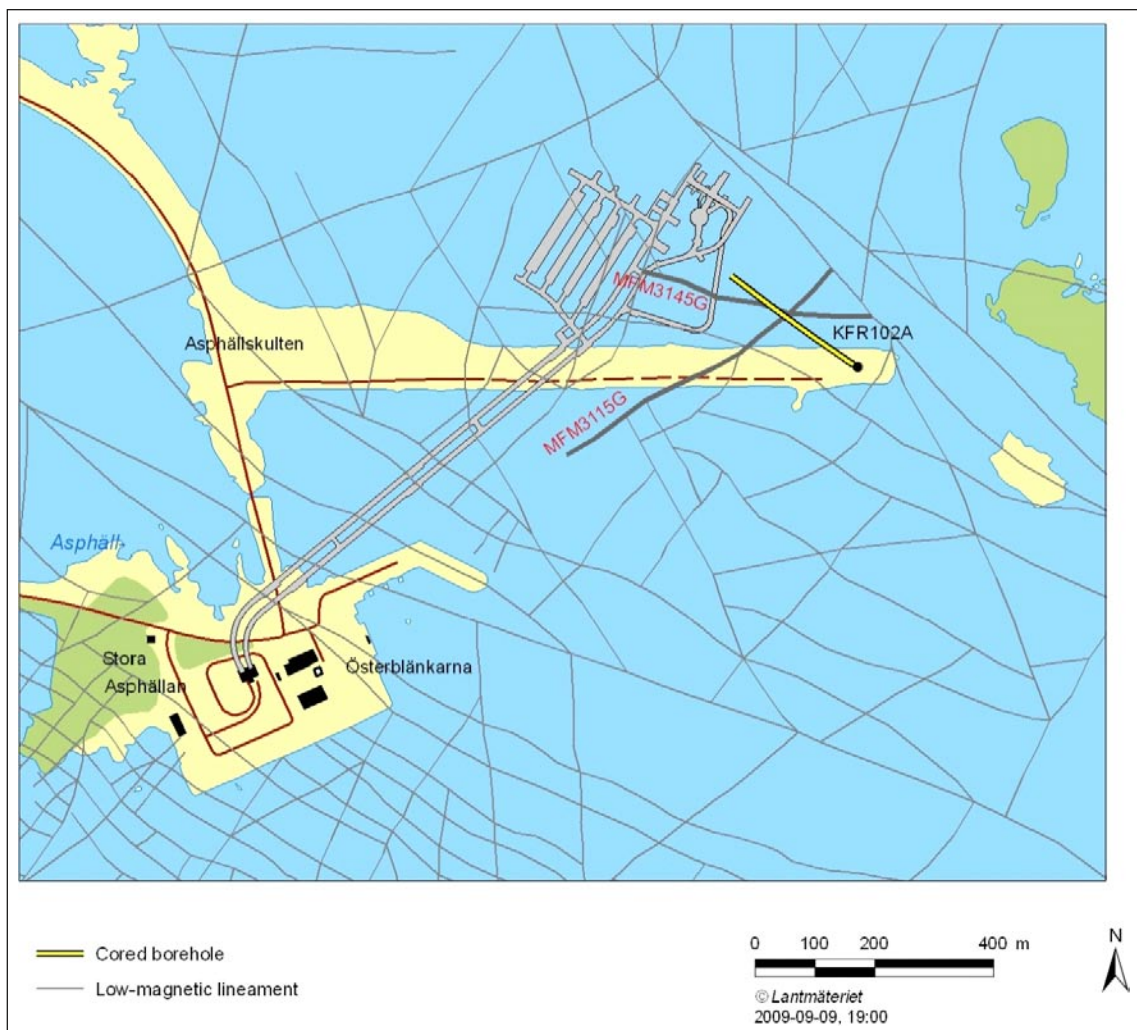 MFM3145G
KFR102A
Asphällskulten
MFM3115G
Asphäll-
Stora
Asphällan
Österblänkarna
Cored borehole
Low-magnetic lineament
0 100 200 400 m
N
© Lantmäteriet
2009-09-09, 19:00